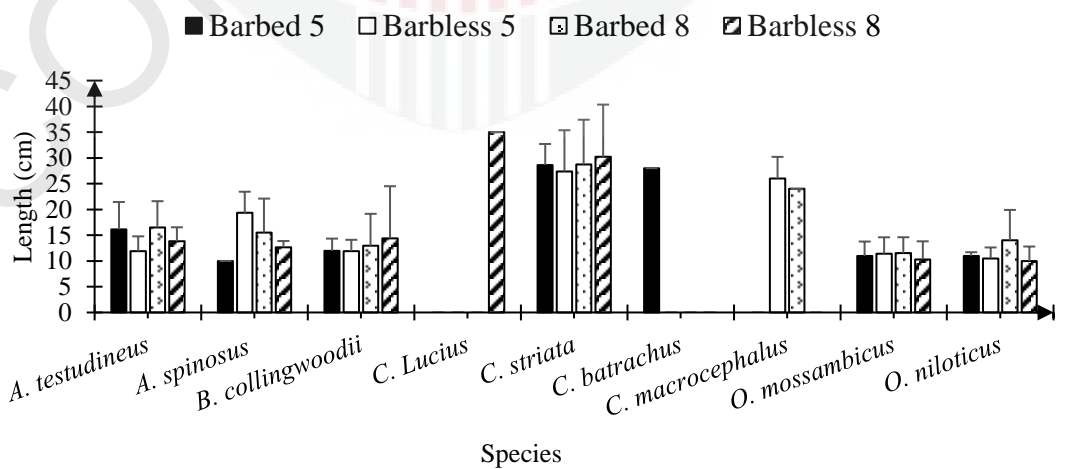 Barbed 5 Barbless 5 Barbed 8 Barbless 8
45
40
35
30
25
20
15
10
5
0
Length (cm)
A. testudineus
A. spinosus
B. collingwoodii
C. Lucius
C. striata
C. batrachus
C. macrocephalus
O. mossambicus
O. niloticus
Species